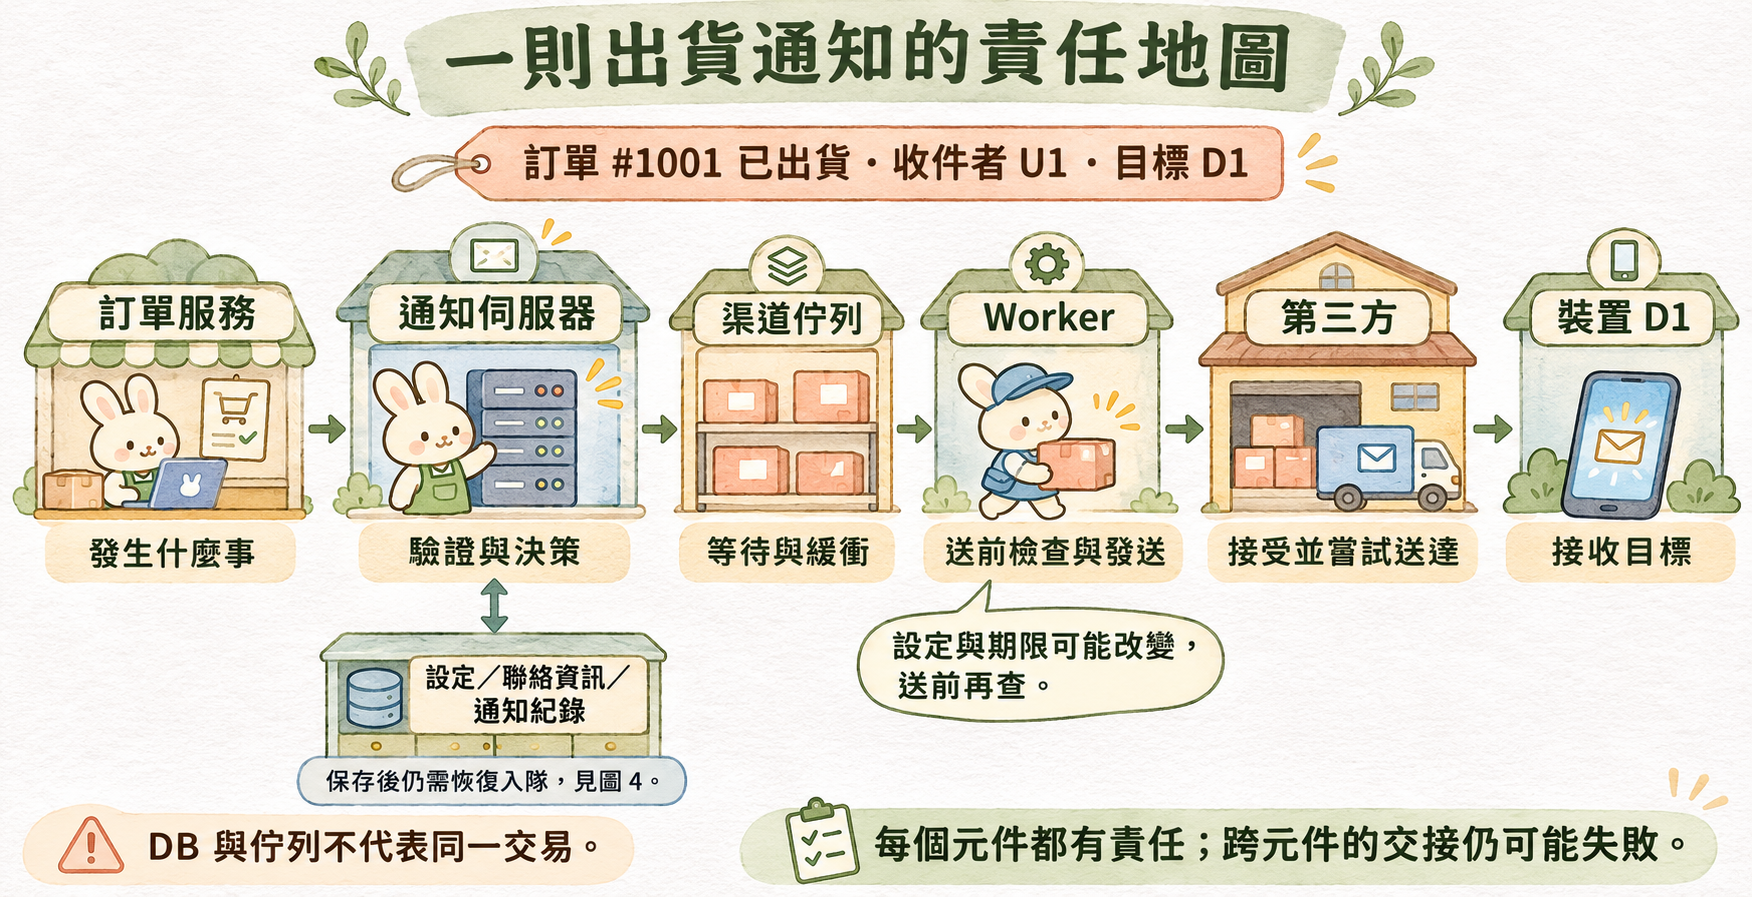 一則出貨通知的責任地圖
訂單 #1001 已出貨・收件者 U1・目標 D1
訂單服務
通知伺服器
渠道佇列
Worker
第三方
裝置 D1
發生什麼事
驗證與決策
等待與緩衝
送前檢查與發送
接受並嘗試送達
接收目標
設定／聯絡資訊／
通知紀錄
保存後仍需恢復入隊，見圖 4。
設定與期限可能改變，
送前再查。
DB 與佇列不代表同一交易。
每個元件都有責任；跨元件的交接仍可能失敗。